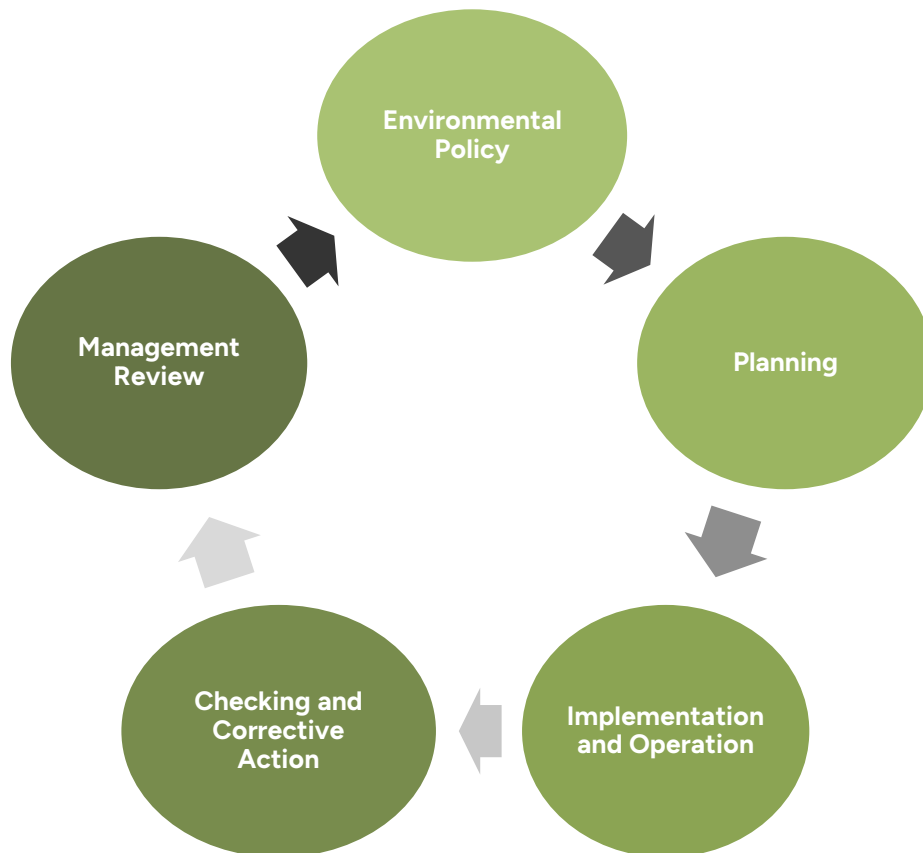 Environmental
Policy
Planning
Implementation
and Operation
Checking and
Corrective
Action
Management
Review